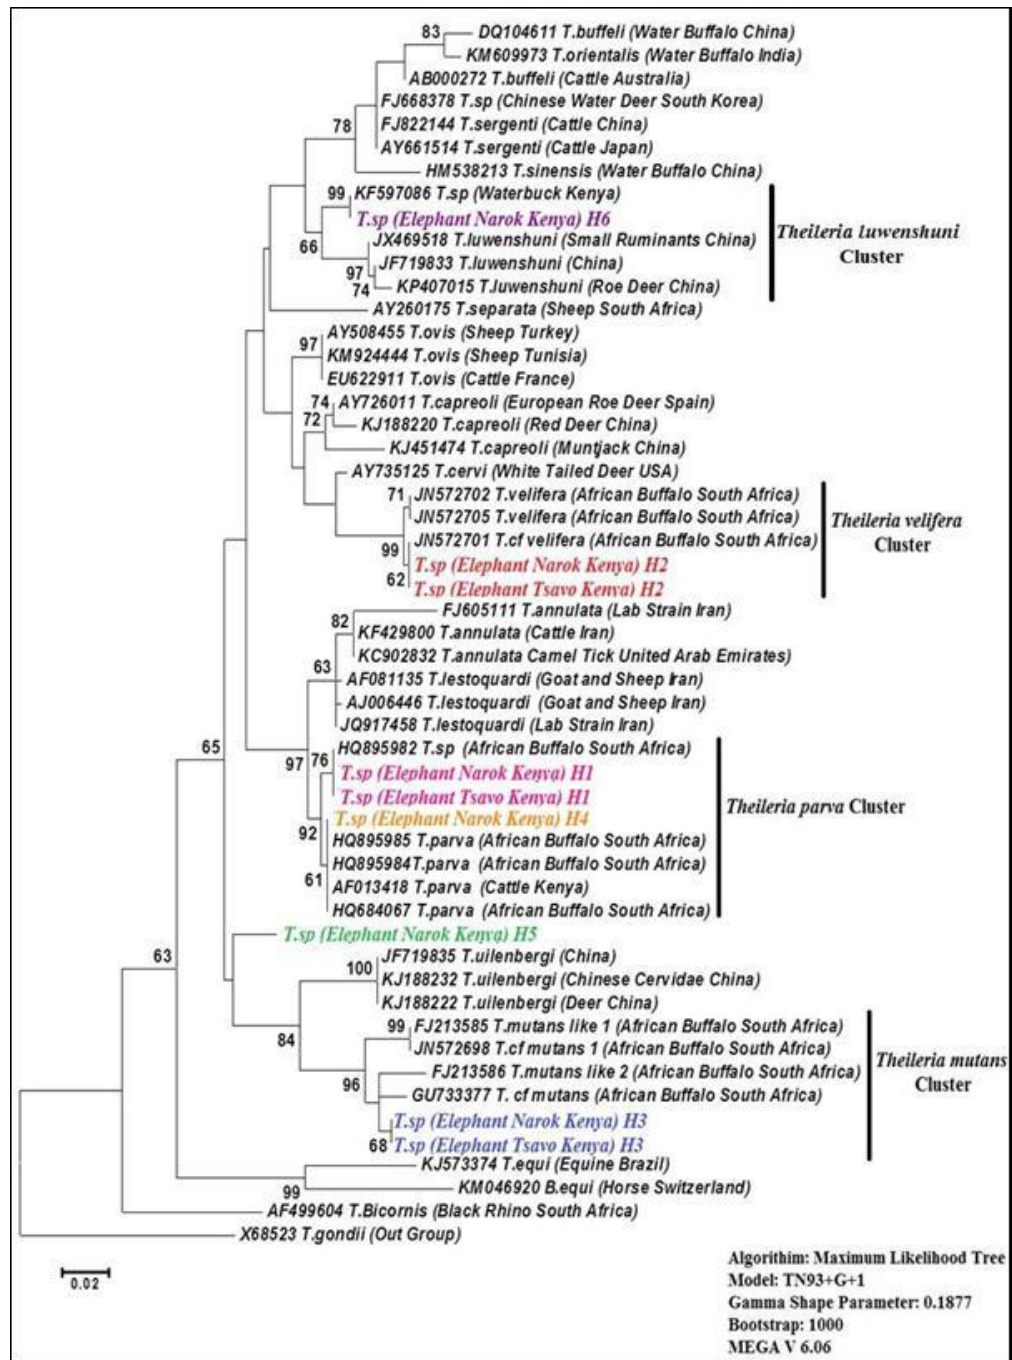 83
DQ104611 T.buffeli (Water Buffalo China)
KM609973 T.orientalis (Water Buffalo India)
AB000272 T.buffeli (Cattle Australia)
FJ668378 T.sp (Chinese Water Deer South Korea)
78
FJ822144 T.sergenti (Cattle China)
AY661514 T.sergenti (Cattle Japan)
HM538213 T.sinensis (Water Buffalo China)
99
KF597086 T.sp (Waterbuck Kenya)
T.sp (Elephant Narok Kenya) H6
66
JX469518 T.luwenshuni (Small Ruminants China)
97
JF719833 T.luwenshuni (China)
74
KP407015 T.luwenshuni (Roe Deer China)
Theileria luwenshuni
Cluster
AY260175 T.separata (Sheep South Africa)
AY508455 T.ovis (Sheep Turkey)
97
KM924444 T.ovis (Sheep Tunisia)
EU622911 T.ovis (Cattle France)
74
AY726011 T.capreoli (European Roe Deer Spain)
72
KJ188220 T.capreoli (Red Deer China)
KJ451474 T.capreoli (Muntjack China)
AY735125 T.cervi (White Tailed Deer USA)
71
JN572702 T.velifera (African Buffalo South Africa)
JN572705 T.velifera (African Buffalo South Africa)
JN572701 T.cf velifera (African Buffalo South Africa)
99
T.sp (Elephant Narok Kenya) H2
62
T.sp (Elephant Tsavo Kenya) H2
Theileria velifera
Cluster
FJ605111 T.annulata (Lab Strain Iran)
82
KF429800 T.annulata (Cattle Iran)
KC902832 T.annulata Camel Tick United Arab Emirates)
63
AF081135 T.lestoquardi (Goat and Sheep Iran)
AJ006446 T.lestoquardi (Goat and Sheep Iran)
JQ917458 T.lestoquardi (Lab Strain Iran)
65
97
76
HQ895982 T.sp (African Buffalo South Africa)
T.sp (Elephant Narok Kenya) H1
T.sp (Elephant Tsavo Kenya) H1
T.sp (Elephant Narok Kenya) H4
92
HQ895985 T.parva (African Buffalo South Africa)
HQ895984T.parva (African Buffalo South Africa)
61
AF013418 T.parva (Cattle Kenya)
HQ684067 T.parva (African Buffalo South Africa)
Theileria parva Cluster
T.sp (Elephant Narok Kenya) H5
63
JF719835 T.uilenbergi (China)
100
KJ188232 T.uilenbergi (Chinese Cervidae China)
KJ188222 T.uilenbergi (Deer China)
84
99
FJ213585 T.mutans like 1 (African Buffalo South Africa)
JN572698 T.cf mutans 1 (African Buffalo South Africa)
FJ213586 T.mutans like 2 (African Buffalo South Africa)
96
GU733377 T. cf mutans (African Buffalo South Africa)
T.sp (Elephant Narok Kenya) H3
68
T.sp (Elephant Tsavo Kenya) H3
Theileria mutans
Cluster
KJ573374 T.equi (Equine Brazil)
99
KM046920 B.equi (Horse Switzerland)
AF499604 T.Bicornis (Black Rhino South Africa)
X68523 T.gondii (Out Group)
0.02
Algorithim: Maximum Likelihood Tree
Model: TN93+G+1
Gamma Shape Parameter: 0.1877
Bootstrap: 1000
MEGA V 6.06